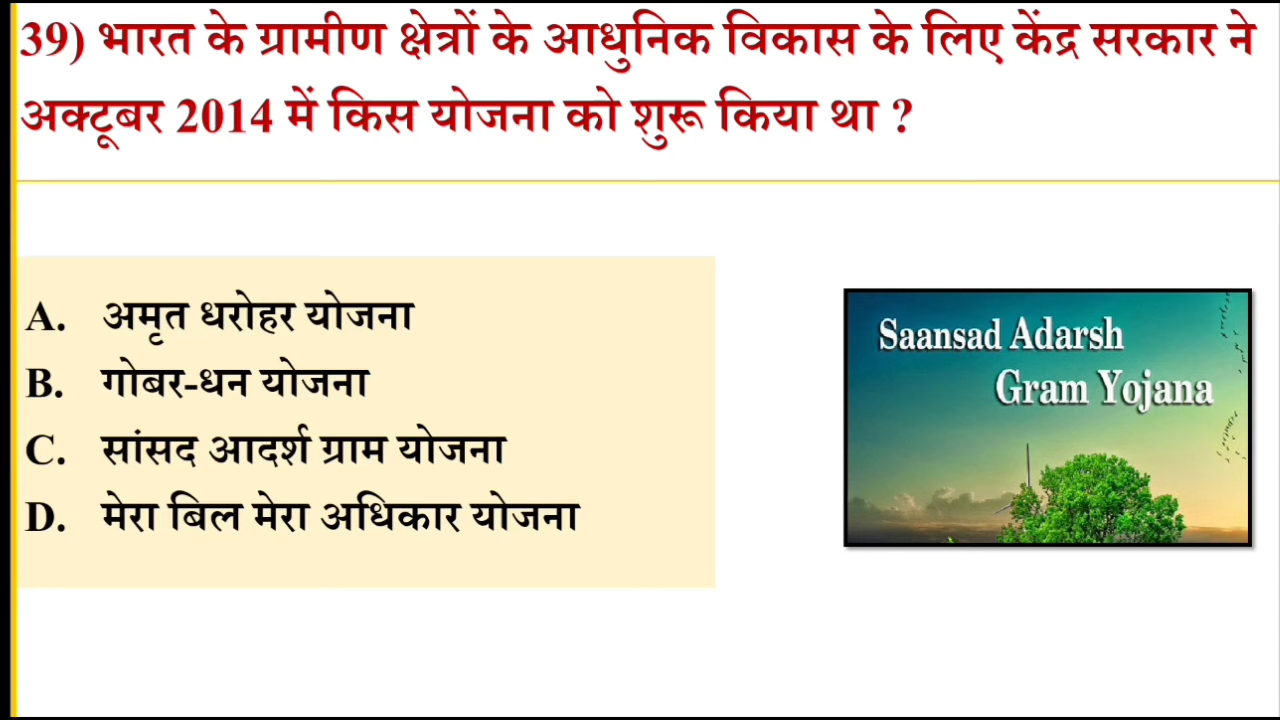 39) भारत के ग्रामीण क्षेत्रों के आधुनिक विकास के लिए केंद्र सरकार ने
अक्टूबर 2014 में किस योजना को शुरू किया था ?
A. अमृत धरोहर योजना
B. गोबर-धन योजना
C. सांसद आदर्श ग्राम योजना
D. मेरा बिल मेरा अधिकार योजना
Saansad Adarsh
Gram Yojana